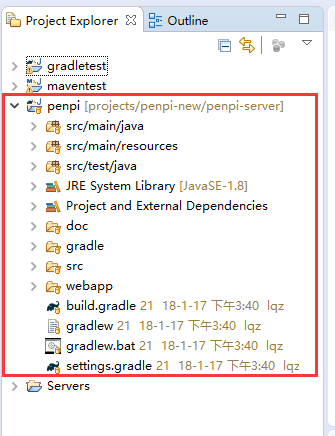 Project Explorer Outline
gradletest
maventest
penpi [projects/penpi-new/penpi-server]
src/main/java
src/main/resources
src/test/java
JRE System Library [JavaSE-1.8]
Project and External Dependencies
doc
gradle
src
webapp
build.gradle 21 18-1-17 下午3:40 lqz
gradlew 21 18-1-17 下午3:40 lqz
gradlew.bat 21 18-1-17 下午3:40 lqz
settings.gradle 21 18-1-17 下午3:40 lqz
Servers